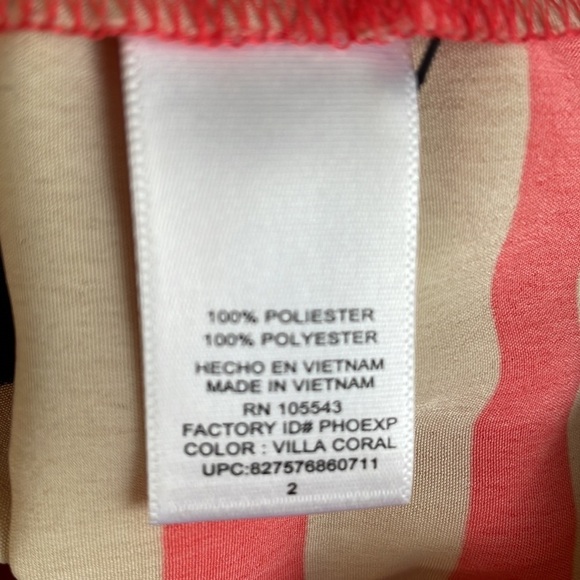 100% POLIESTER
100% POLYESTER
HECHO EN VIETNAM
MADE IN VIETNAM
RN 105543
FACTORY ID# PHOEXP
COLOR : VILLA CORAL
UPC:827576860711
2